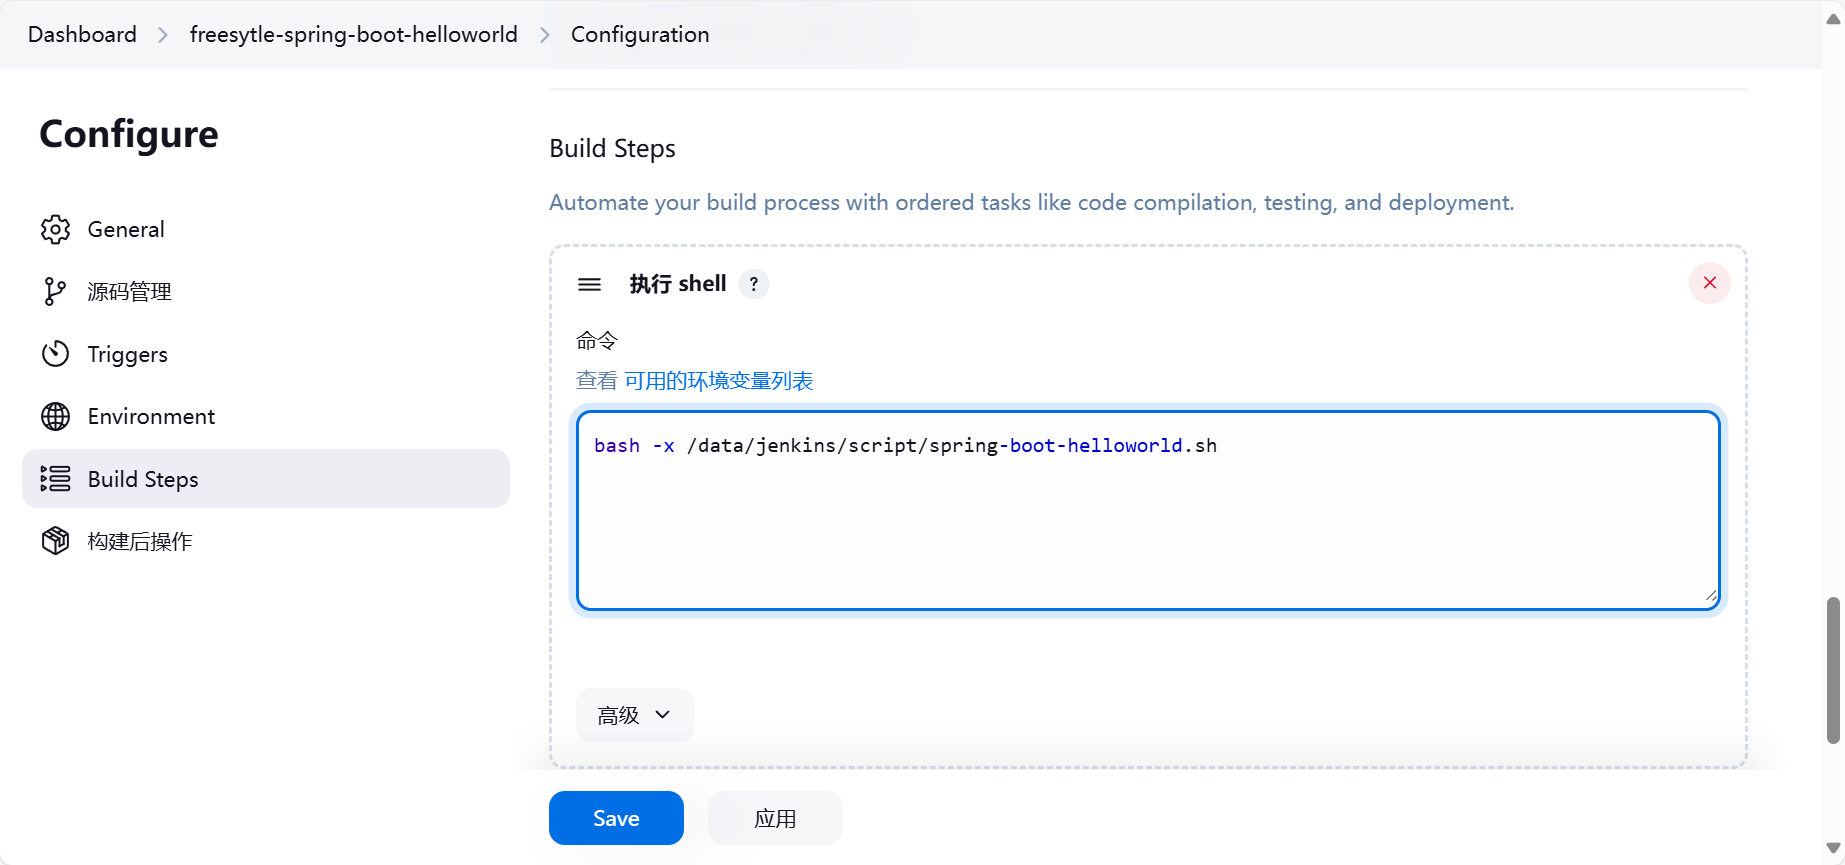 Dashboard > freesytle-spring-boot-helloworld > Configuration
Configure
General
源码管理
Triggers
Environment
Build Steps
构建后操作
Build Steps
Automate your build process with ordered tasks like code compilation, testing, and deployment.
执行 shell ?
命令
查看 可用的环境变量列表
bash -x /data/jenkins/script/spring-boot-helloworld.sh
高级
Save
应用